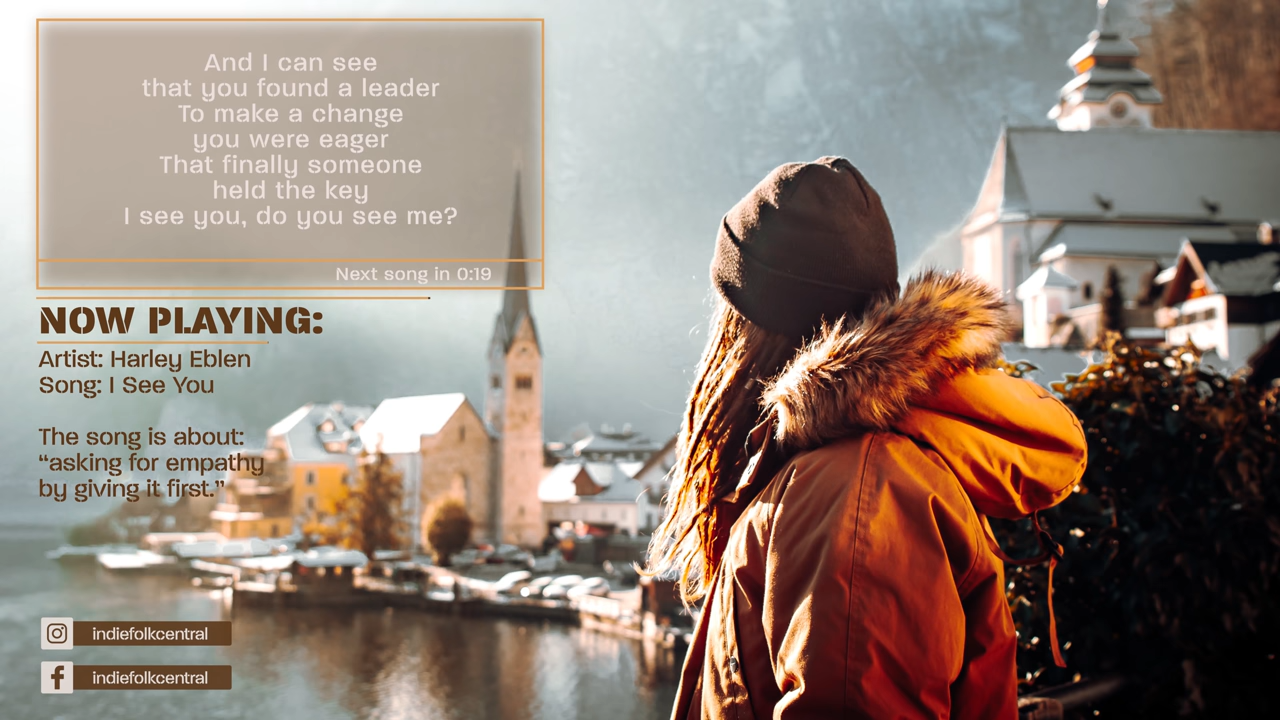 And I can see
that you found a leader
To make a change
you were eager
That finally someone
held the key
I see you, do you see me?
Next song in 0:19
NOW PLAYING:
Artist: Harley Eblen
Song: I See You
The song is about:
“asking for empathy
by giving it first.”
indiefolkcentral
indiefolkcentral